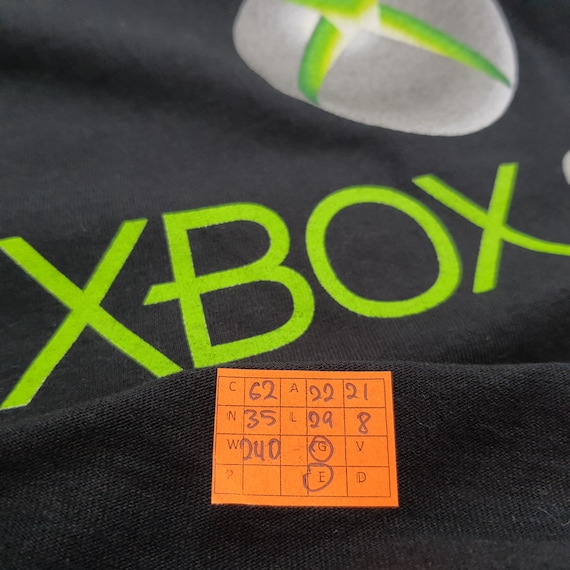 XBOX
C 62 A 22 21
N 35 L 29 8
W 240 - G V
? E D